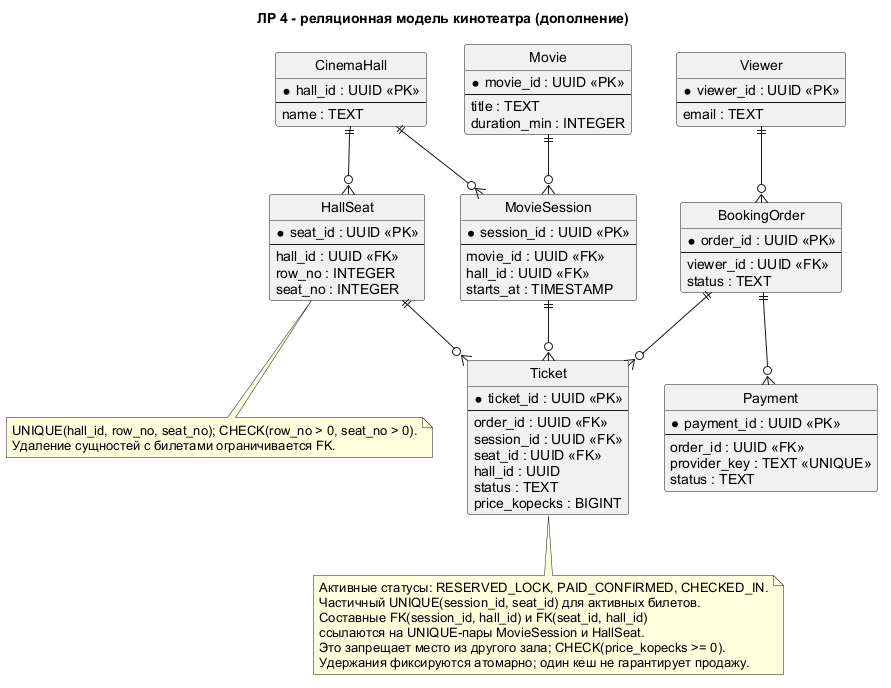 ЛР 4 - реляционная модель кинотеатра (дополнение)
CinemaHall
hall_id : UUID «PK»
name : TEXT
Movie
movie_id : UUID «PK»
title : TEXT
duration_min : INTEGER
Viewer
viewer_id : UUID «PK»
email : TEXT
HallSeat
seat_id : UUID «PK»
hall_id : UUID «FK»
row_no : INTEGER
seat_no : INTEGER
MovieSession
session_id : UUID «PK»
movie_id : UUID «FK»
hall_id : UUID «FK»
starts_at : TIMESTAMP
BookingOrder
order_id : UUID «PK»
viewer_id : UUID «FK»
status : TEXT
Ticket
ticket_id : UUID «PK»
order_id : UUID «FK»
session_id : UUID «FK»
seat_id : UUID «FK»
hall_id : UUID
status : TEXT
price_kopecks : BIGINT
Payment
payment_id : UUID «PK»
order_id : UUID «FK»
provider_key : TEXT «UNIQUE»
status : TEXT
UNIQUE(hall_id, row_no, seat_no); CHECK(row_no > 0, seat_no > 0).
Удаление сущностей с билетами ограничивается FK.
Активные статусы: RESERVED_LOCK, PAID_CONFIRMED, CHECKED_IN.
Частичный UNIQUE(session_id, seat_id) для активных билетов.
Составные FK(session_id, hall_id) и FK(seat_id, hall_id)
ссылаются на UNIQUE-пары MovieSession и HallSeat.
Это запрещает место из другого зала; CHECK(price_kopecks >= 0).
Удержания фиксируются атомарно; один кеш не гарантирует продажу.